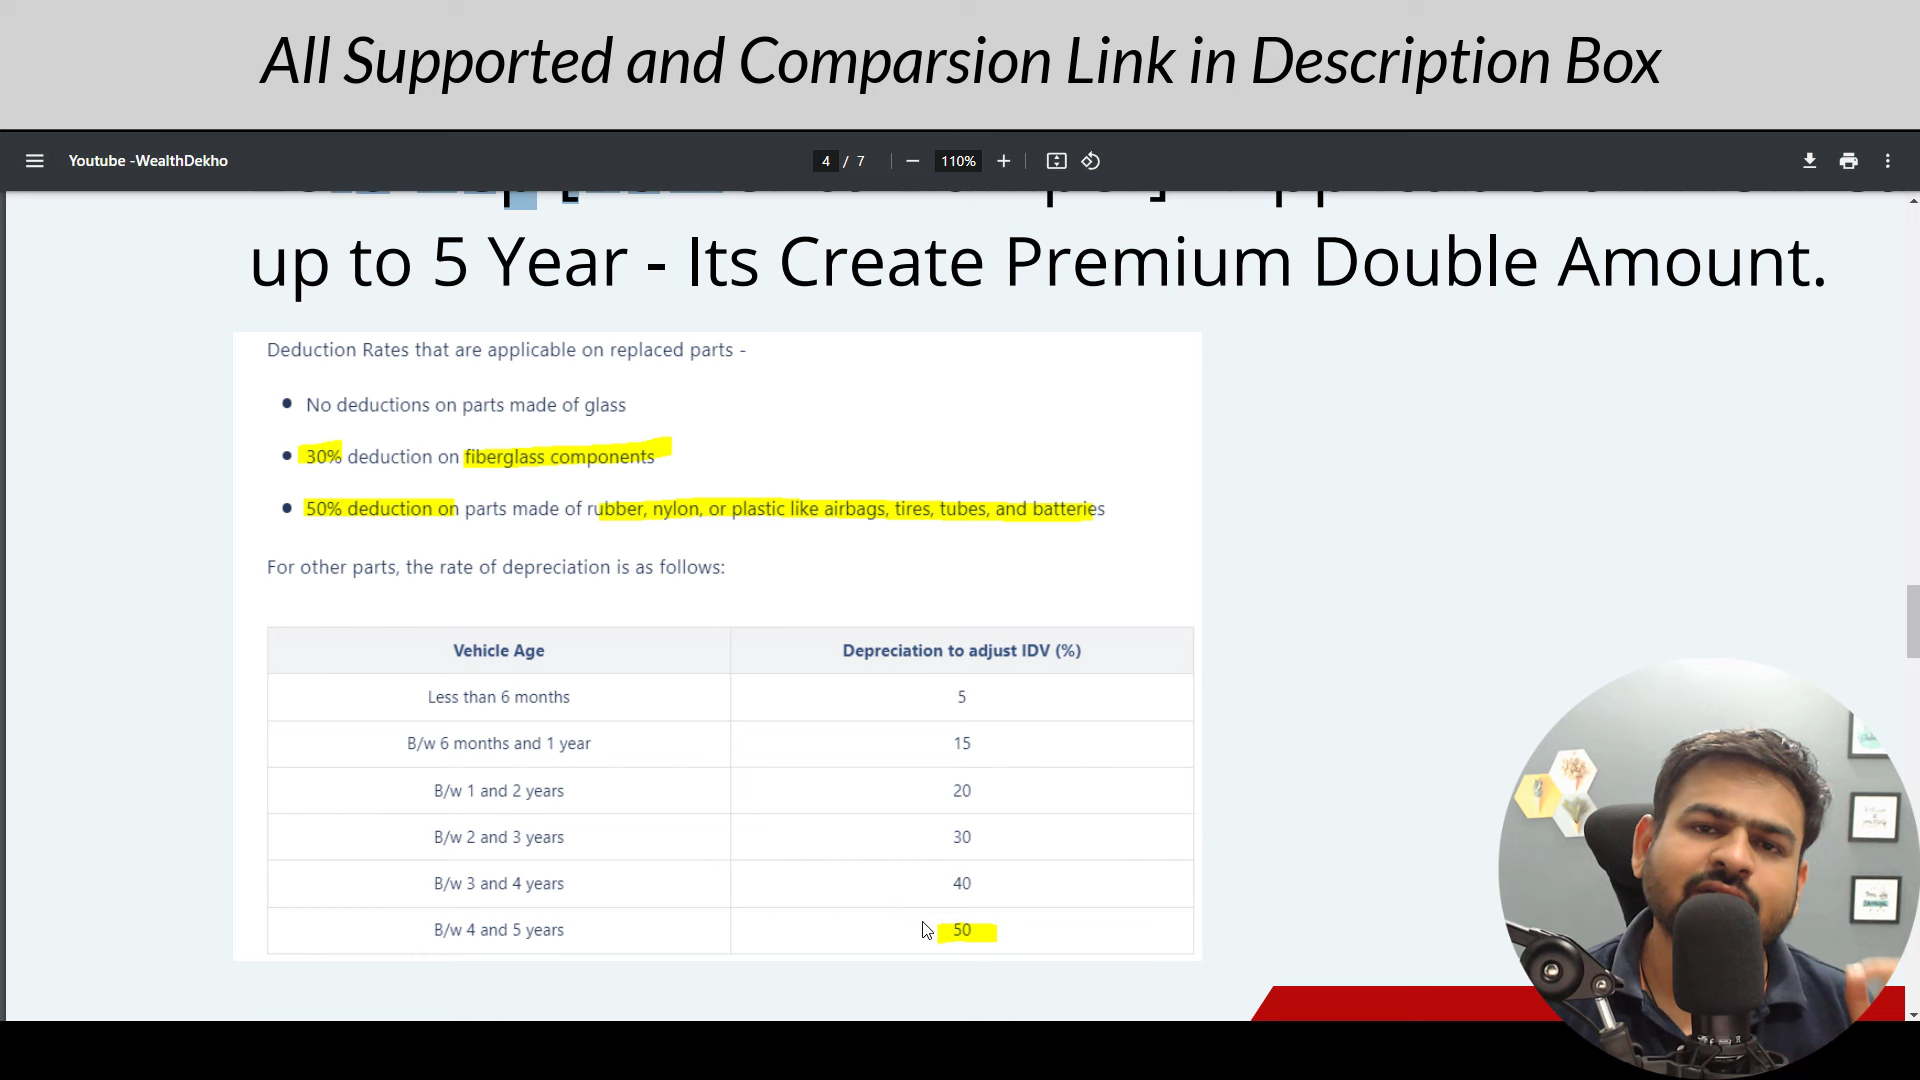 All Supported and Comparsion Link in Description Box
Youtube -WealthDekho
4 / 7
110%
up to 5 Year - Its Create Premium Double Amount.
Deduction Rates that are applicable on replaced parts -
No deductions on parts made of glass
30% deduction on fiberglass components
50% deduction on parts made of rubber, nylon, or plastic like airbags, tires, tubes, and batteries
For other parts, the rate of depreciation is as follows:
Vehicle Age Depreciation to adjust IDV (%)
Less than 6 months 5
B/w 6 months and 1 year 15
B/w 1 and 2 years 20
B/w 2 and 3 years 30
B/w 3 and 4 years 40
B/w 4 and 5 years 50